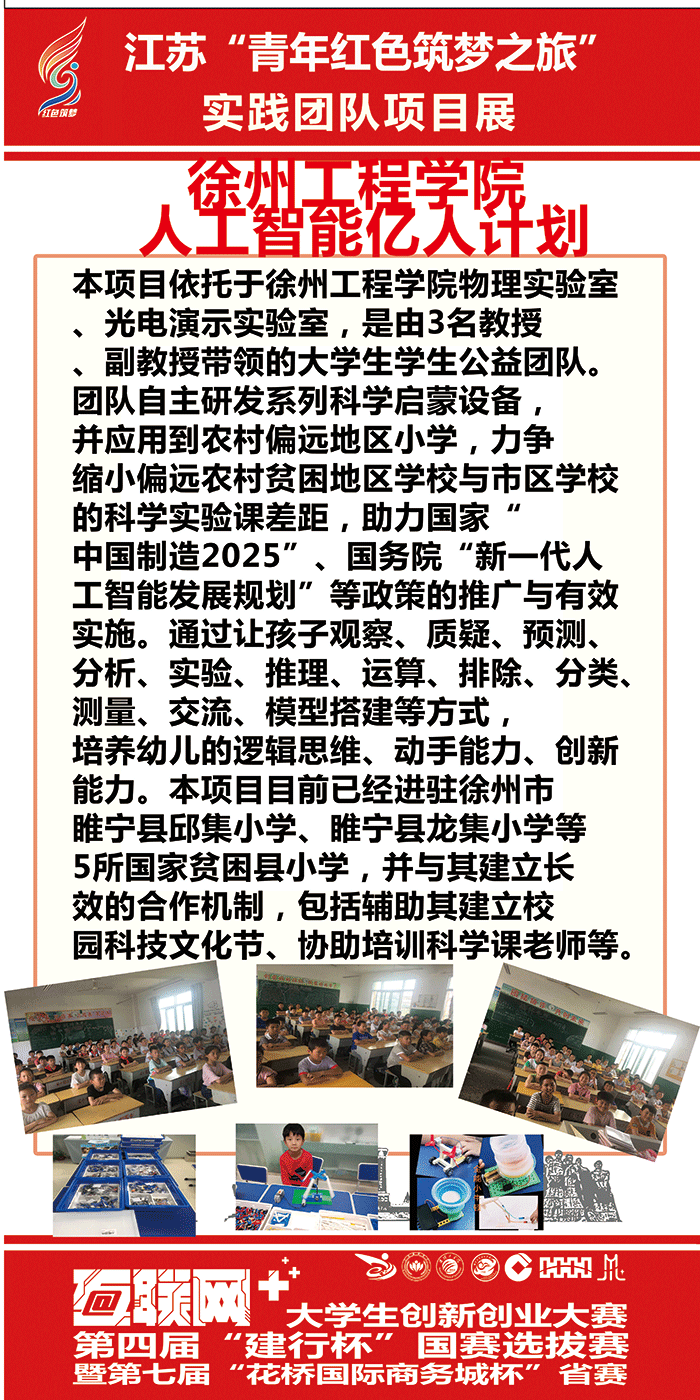 江苏“青年红色筑梦之旅”
实践团队项目展
红色筑梦
徐州工程学院
人工智能亿人计划
本项目依托于徐州工程学院物理实验室
、光电演示实验室，是由3名教授
、副教授带领的大学生学生公益团队。
团队自主研发系列科学启蒙设备，
并应用到农村偏远地区小学，力争
缩小偏远农村贫困地区学校与市区学校
的科学实验课差距，助力国家“
中国制造2025”、国务院“新一代人
工智能发展规划”等政策的推广与有效
实施。通过让孩子观察、质疑、预测、
分析、实验、推理、运算、排除、分类、
测量、交流、模型搭建等方式，
培养幼儿的逻辑思维、动手能力、创新
能力。本项目目前已经进驻徐州市
睢宁县邱集小学、睢宁县龙集小学等
5所国家贫困县小学，并与其建立长
效的合作机制，包括辅助其建立校
园科技文化节、协助培训科学课老师等。
互联网++
大学生创新创业大赛
第四届“建行杯”国赛选拔赛
暨第七届“花桥国际商务城杯”省赛